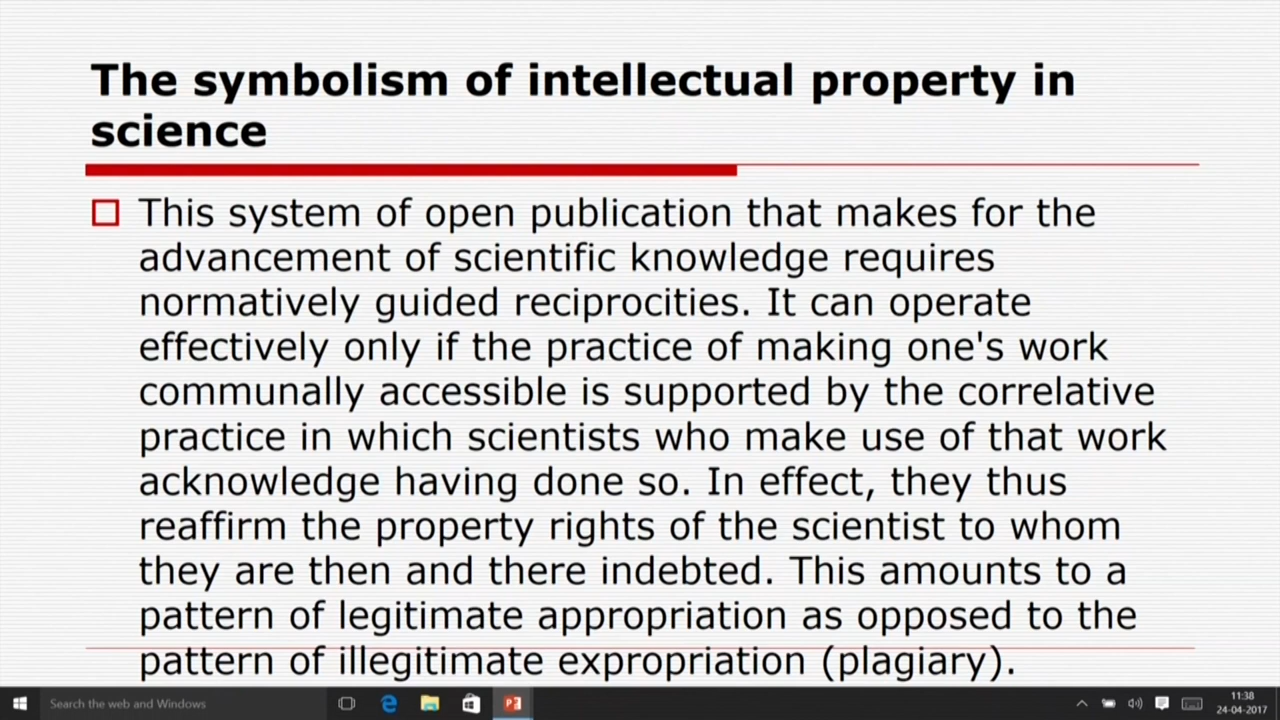 The symbolism of intellectual property in
science
This system of open publication that makes for the
advancement of scientific knowledge requires
normatively guided reciprocities. It can operate
effectively only if the practice of making one's work
communally accessible is supported by the correlative
practice in which scientists who make use of that work
acknowledge having done so. In effect, they thus
reaffirm the property rights of the scientist to whom
they are then and there indebted. This amounts to a
pattern of legitimate appropriation as opposed to the
pattern of illegitimate expropriation (plagiary).
Search the web and Windows
11:38
24-04-2017